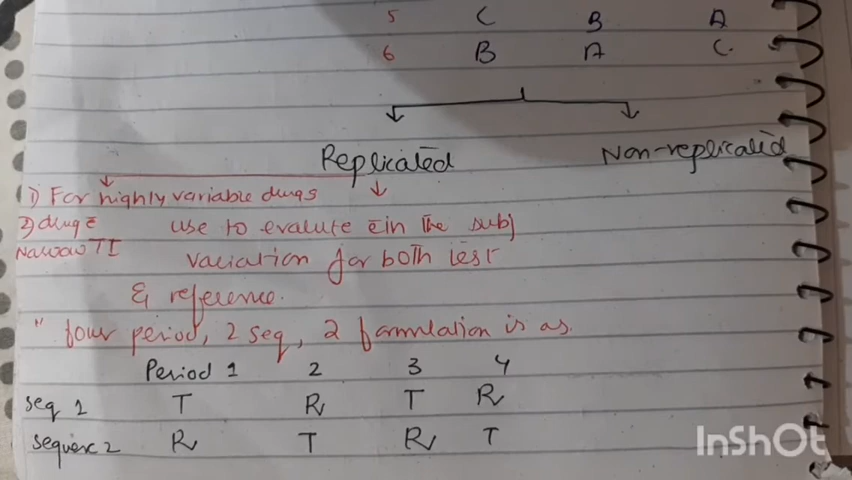 5 C B A
6 B A C
Replicated Non-replicated
1) For highly variable drugs
2) drug c̄ use to evalute c̄in the subj
Narrow TI variation for both test
& reference.
" four period, 2 seq, 2 formulation is as.
Period 1 2 3 4
seq 1 T R T R
sequence 2 R T R T
InShOt